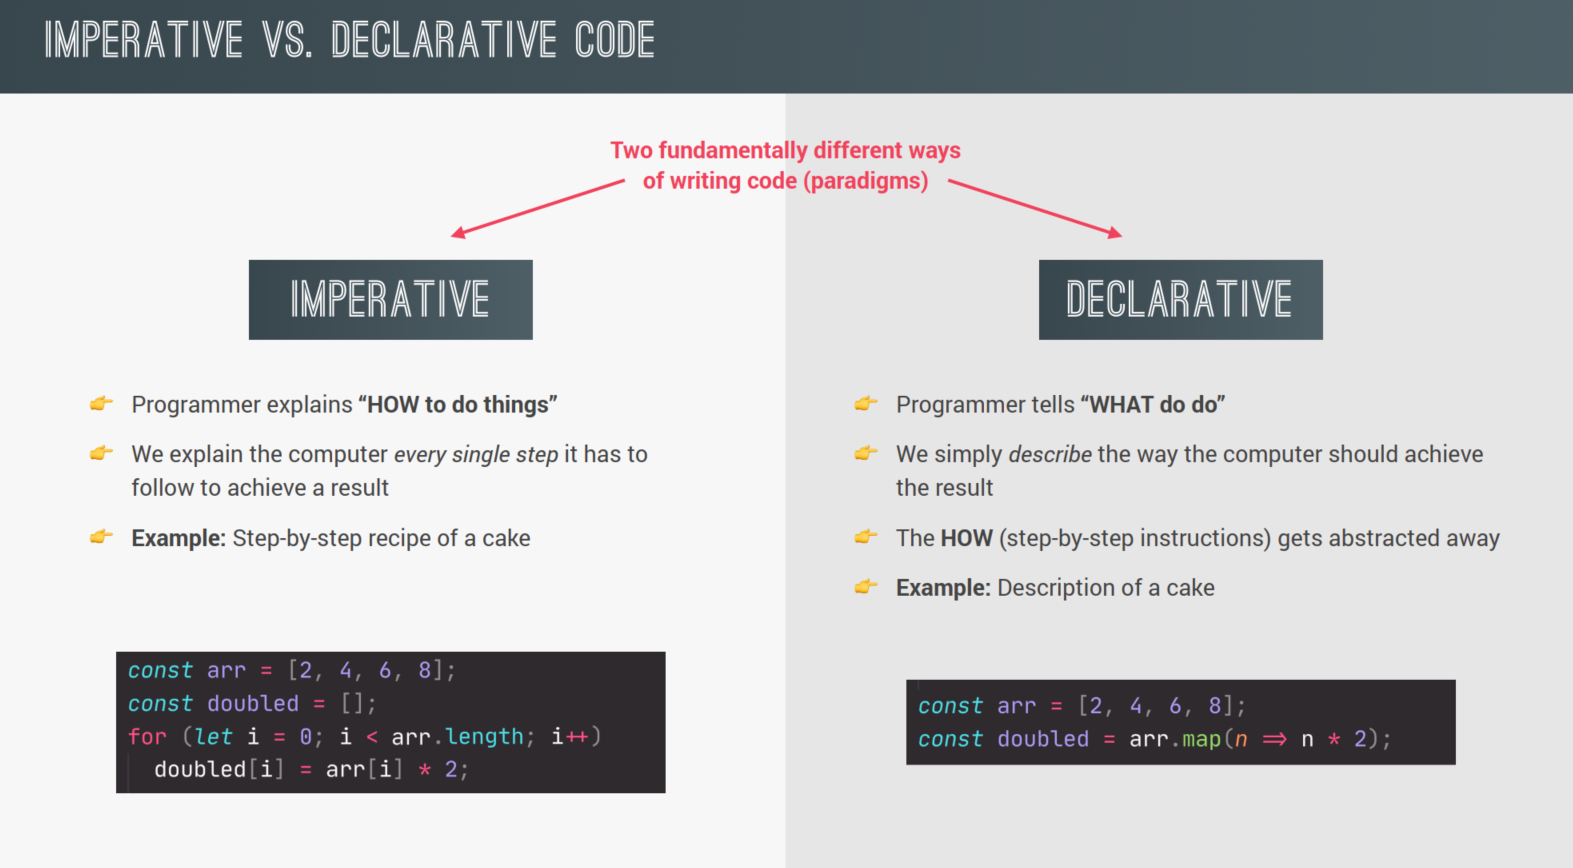 IMPERATIVE VS. DECLARATIVE CODE
Two fundamentally different ways
of writing code (paradigms)
IMPERATIVE
👉 Programmer explains “HOW to do things”
👉 We explain the computer every single step it has to
follow to achieve a result
👉 Example: Step-by-step recipe of a cake
const arr = [2, 4, 6, 8];
const doubled = [];
for (let i = 0; i < arr.length; i++)
  doubled[i] = arr[i] * 2;
DECLARATIVE
👉 Programmer tells “WHAT do do”
👉 We simply describe the way the computer should achieve
the result
👉 The HOW (step-by-step instructions) gets abstracted away
👉 Example: Description of a cake
const arr = [2, 4, 6, 8];
const doubled = arr.map(n => n * 2);